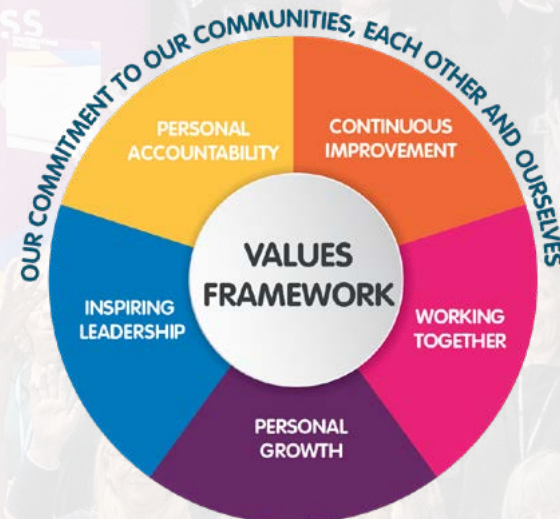 SS
OUR COMMITMENT TO OUR COMMUNITIES, EACH OTHER AND OURSELVES
PERSONAL
ACCOUNTABILITY
CONTINUOUS
IMPROVEMENT
VALUES
FRAMEWORK
INSPIRING
LEADERSHIP
WORKING
TOGETHER
PERSONAL
GROWTH